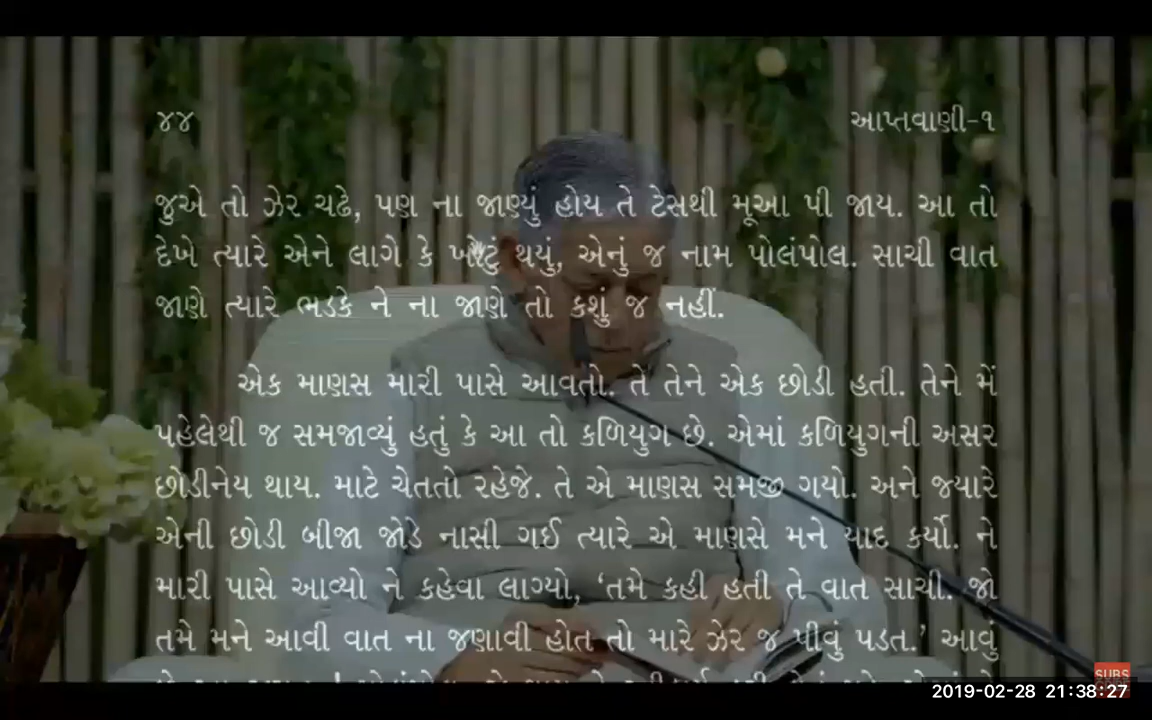 ૪૪ આપ્તવાણી-૧
જુએ તો ઝેર ચઢે, પણ ના જાણ્યું હોય તે ટેસથી મૂઆ પી જાય. આ તો
દેખે ત્યારે એને લાગે કે ખોટું થયું, એનું જ નામ પોલંપોલ. સાચી વાત
જાણે ત્યારે ભડકે ને ના જાણે તો કશું જ નહીં.
એક માણસ મારી પાસે આવતો. તે તેને એક છોડી હતી. તેને મેં
પહેલેથી જ સમજાવ્યું હતું કે આ તો કળિયુગ છે. એમાં કળિયુગની અસર
છોડીનેય થાય. માટે ચેતતો રહેજે. તે એ માણસ સમજી ગયો. અને જ્યારે
એની છોડી બીજા જોડે નાસી ગઈ ત્યારે એ માણસે મને યાદ કર્યો. ને
મારી પાસે આવ્યો ને કહેવા લાગ્યો, ‘તમે કહી હતી તે વાત સાચી. જો
તમે મને આવી વાત ના જણાવી હોત તો મારે ઝેર જ પીવું પડત.’ આવું
SUBS
2019-02-28 21:38:27